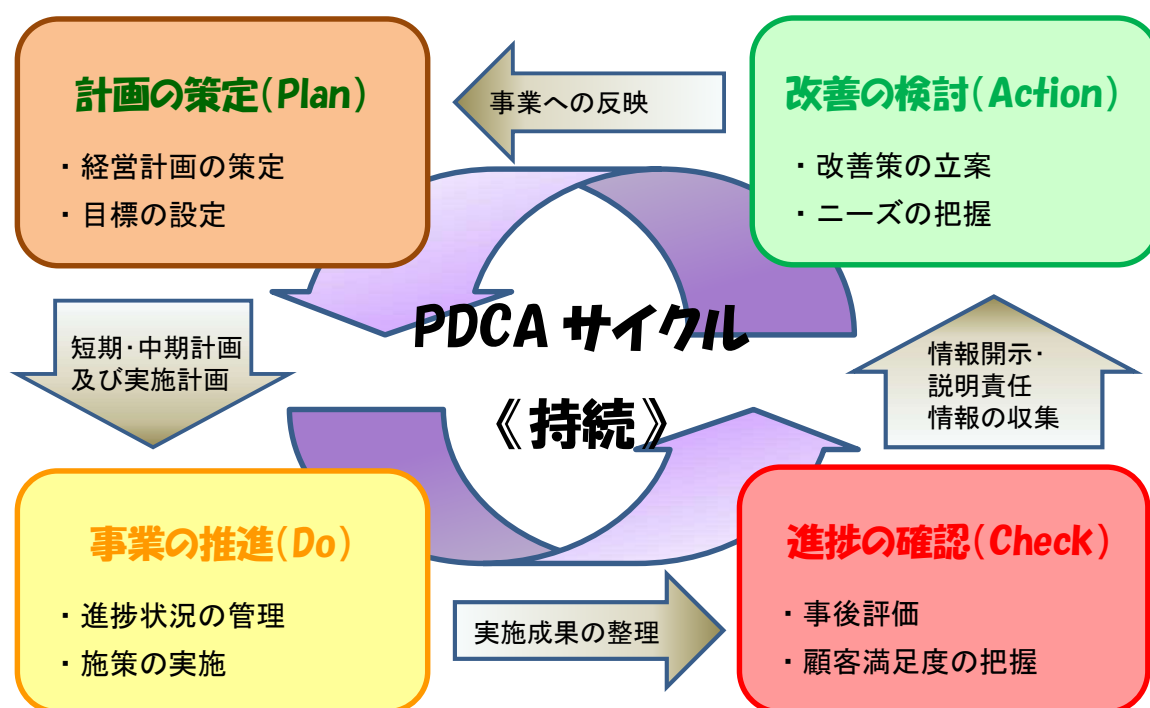 計画の策定(Plan)
・経営計画の策定
・目標の設定
事業への反映
改善の検討(Action)
・改善策の立案
・ニーズの把握
短期・中期計画
及び実施計画
PDCA サイクル
《持続》
情報開示・
説明責任
情報の収集
事業の推進(Do)
・進捗状況の管理
・施策の実施
実施成果の整理
進捗の確認(Check)
・事後評価
・顧客満足度の把握